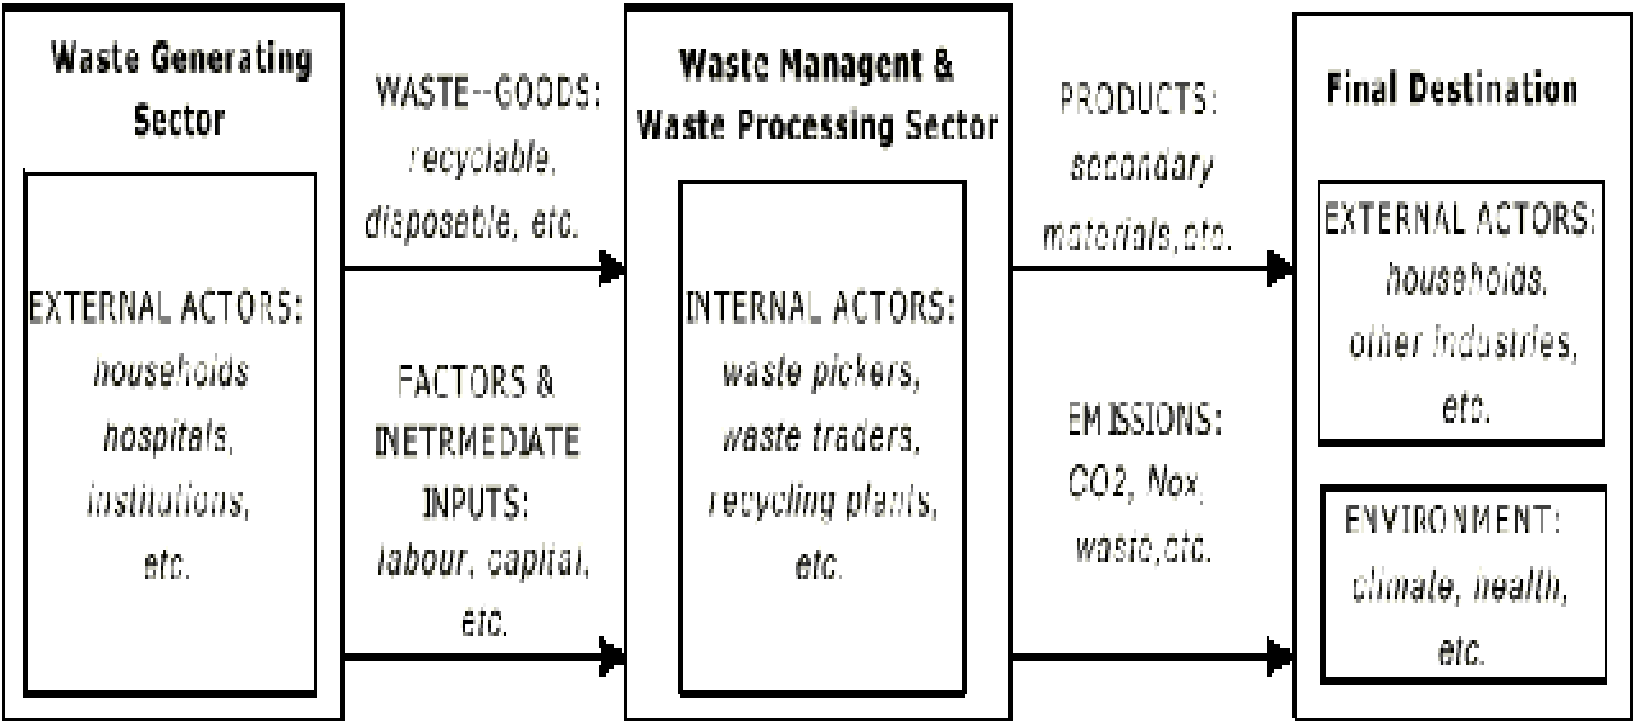 Waste Generating
Sector
EXTERNAL ACTORS:
households
hospitals,
institutions,
etc.
WASTE--GOODS:
recyclable,
disposable, etc.
FACTORS &
INETRMEDIATE
INPUTS:
labour, capital,
etc.
Waste Managent &
Waste Processing Sector
INTERNAL ACTORS:
waste pickers,
waste traders,
recycling plants,
etc.
PRODUCTS:
secondary
materials,etc.
EMISSIONS:
CO2, Nox,
waste,etc.
Final Destination
EXTERNAL ACTORS:
households,
other industries,
etc.
ENVIRONMENT:
climate, health,
etc.